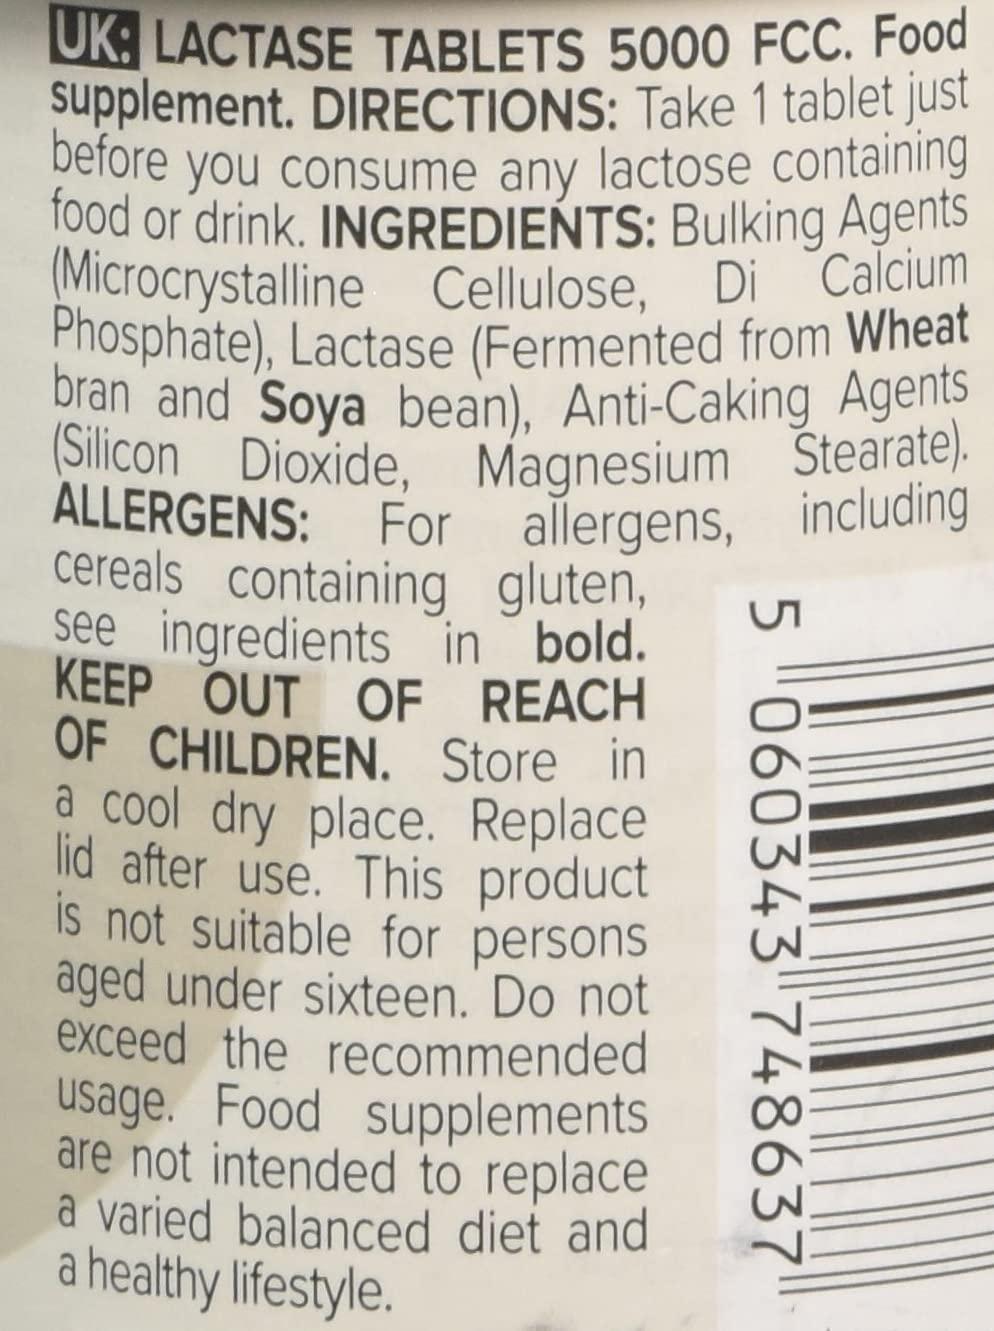 UK: LACTASE TABLETS 5000 FCC. Food
supplement. DIRECTIONS: Take 1 tablet just
before you consume any lactose containing
food or drink. INGREDIENTS: Bulking Agents
(Microcrystalline Cellulose, Di Calcium
Phosphate), Lactase (Fermented from Wheat
bran and Soya bean), Anti-Caking Agents
(Silicon Dioxide, Magnesium Stearate).
ALLERGENS: For allergens, including
cereals containing gluten,
see ingredients in bold.
KEEP OUT OF REACH
OF CHILDREN. Store in
a cool dry place. Replace
lid after use. This product
is not suitable for persons
aged under sixteen. Do not
exceed the recommended
usage. Food supplements
are not intended to replace
a varied balanced diet and
a healthy lifestyle.
5 060343 748637